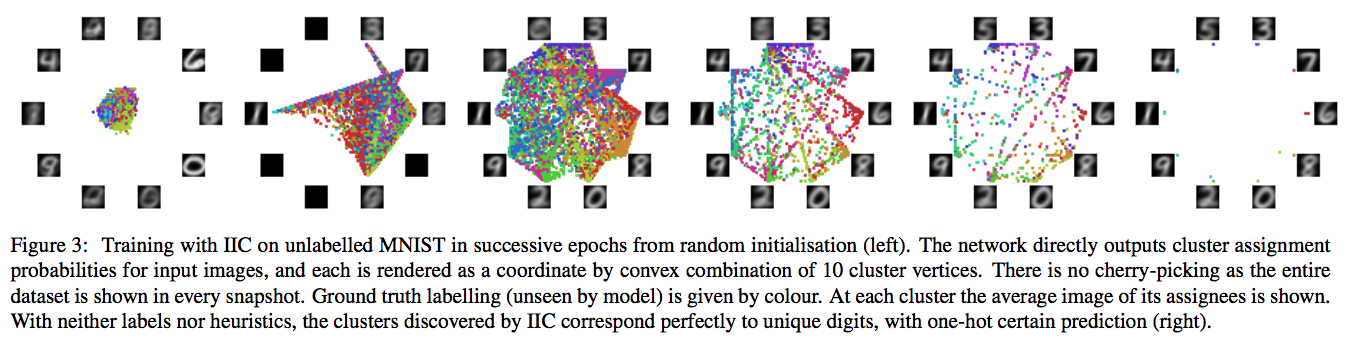 Figure 3: Training with IIC on unlabelled MNIST in successive epochs from random initialisation (left). The network directly outputs cluster assignment
probabilities for input images, and each is rendered as a coordinate by convex combination of 10 cluster vertices. There is no cherry-picking as the entire
dataset is shown in every snapshot. Ground truth labelling (unseen by model) is given by colour. At each cluster the average image of its assignees is shown.
With neither labels nor heuristics, the clusters discovered by IIC correspond perfectly to unique digits, with one-hot certain prediction (right).